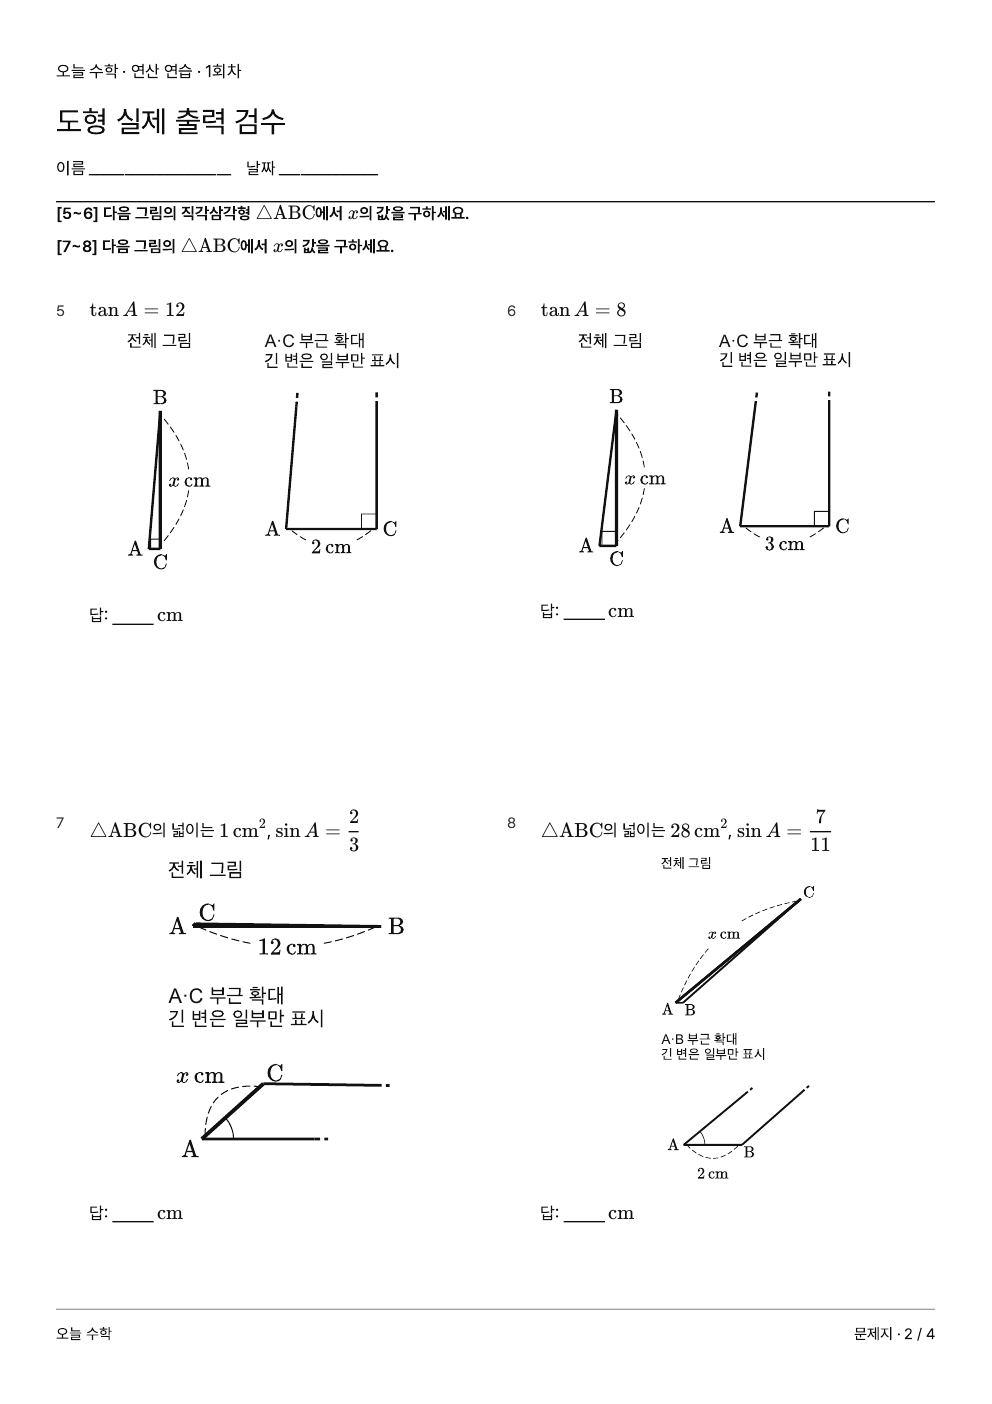 오늘 수학 · 연산 연습 · 1회차
도형 실제 출력 검수
이름 ________________ 날짜 ___________
[5~6] 다음 그림의 직각삼각형 △ABC에서 x의 값을 구하세요.
[7~8] 다음 그림의 △ABC에서 x의 값을 구하세요.
5 tan A = 12
전체 그림
A·C 부근 확대
긴 변은 일부만 표시
B
x cm
A
C
A
C
2 cm
답: _____ cm
6 tan A = 8
전체 그림
A·C 부근 확대
긴 변은 일부만 표시
B
x cm
A
C
A
C
3 cm
답: _____ cm
7 △ABC의 넓이는 1 cm², sin A = 2/3
전체 그림
A
C
B
12 cm
A·C 부근 확대
긴 변은 일부만 표시
x cm
C
A
답: _____ cm
8 △ABC의 넓이는 28 cm², sin A = 7/11
전체 그림
C
x cm
A B
A·B 부근 확대
긴 변은 일부만 표시
A
B
2 cm
답: _____ cm
오늘 수학
문제지 · 2 / 4